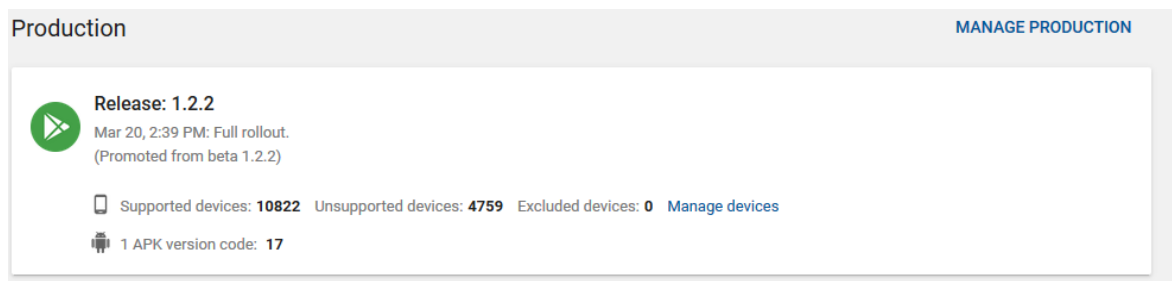 Production
MANAGE PRODUCTION
Release: 1.2.2
Mar 20, 2:39 PM: Full rollout.
(Promoted from beta 1.2.2)
Supported devices: 10822 Unsupported devices: 4759 Excluded devices: 0 Manage devices
1 APK version code: 17